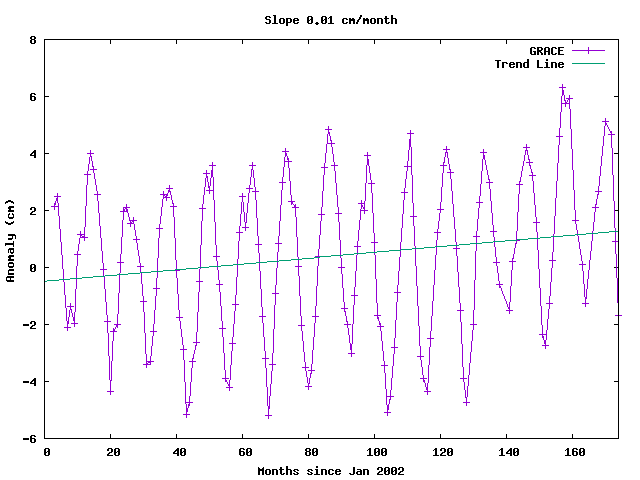 Slope 0.01 cm/month
GRACE
Trend Line
8
6
4
2
0
-2
-4
-6
Anomaly (cm)
0 20 40 60 80 100 120 140 160
Months since Jan 2002